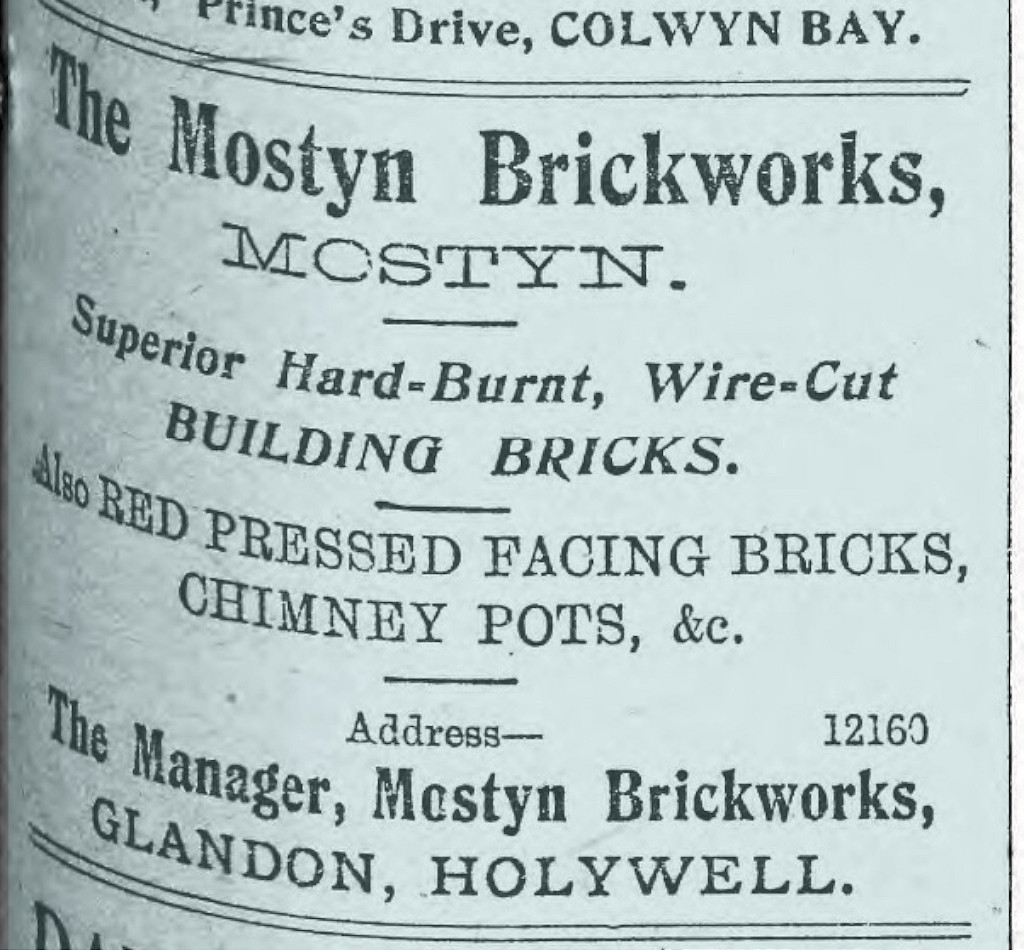 Prince's Drive, COLWYN BAY.
The Mostyn Brickworks,
MOSTYN.
Superior Hard-Burnt, Wire-Cut
BUILDING BRICKS.
Also RED PRESSED FACING BRICKS,
CHIMNEY POTS, &c.
Address— 12160
The Manager, Mostyn Brickworks,
GLANDON, HOLYWELL.